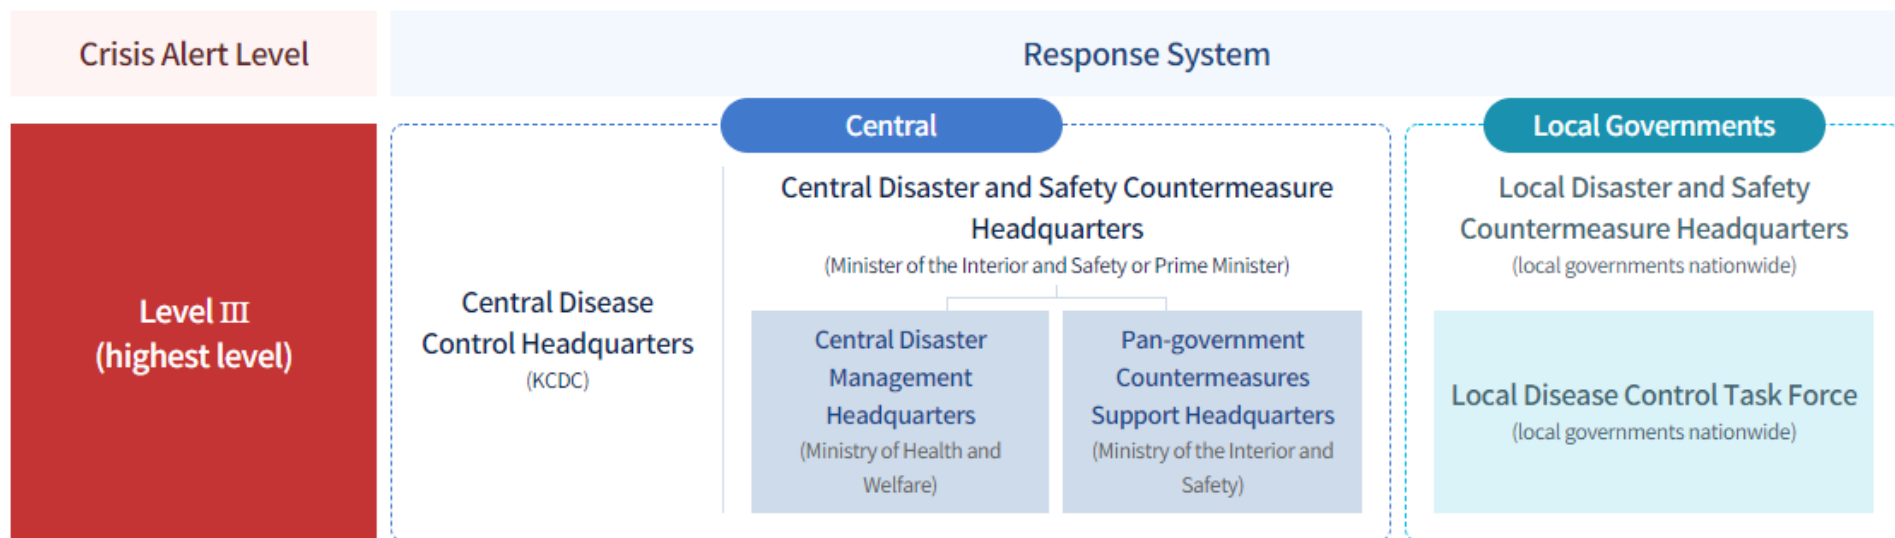 Crisis Alert Level
Response System
Level III
(highest level)
Central
Central Disease
Control Headquarters
(KCDC)
Central Disaster and Safety Countermeasure
Headquarters
(Minister of the Interior and Safety or Prime Minister)
Central Disaster
Management
Headquarters
(Ministry of Health and
Welfare)
Pan-government
Countermeasures
Support Headquarters
(Ministry of the Interior and
Safety)
Local Governments
Local Disaster and Safety
Countermeasure Headquarters
(local governments nationwide)
Local Disease Control Task Force
(local governments nationwide)